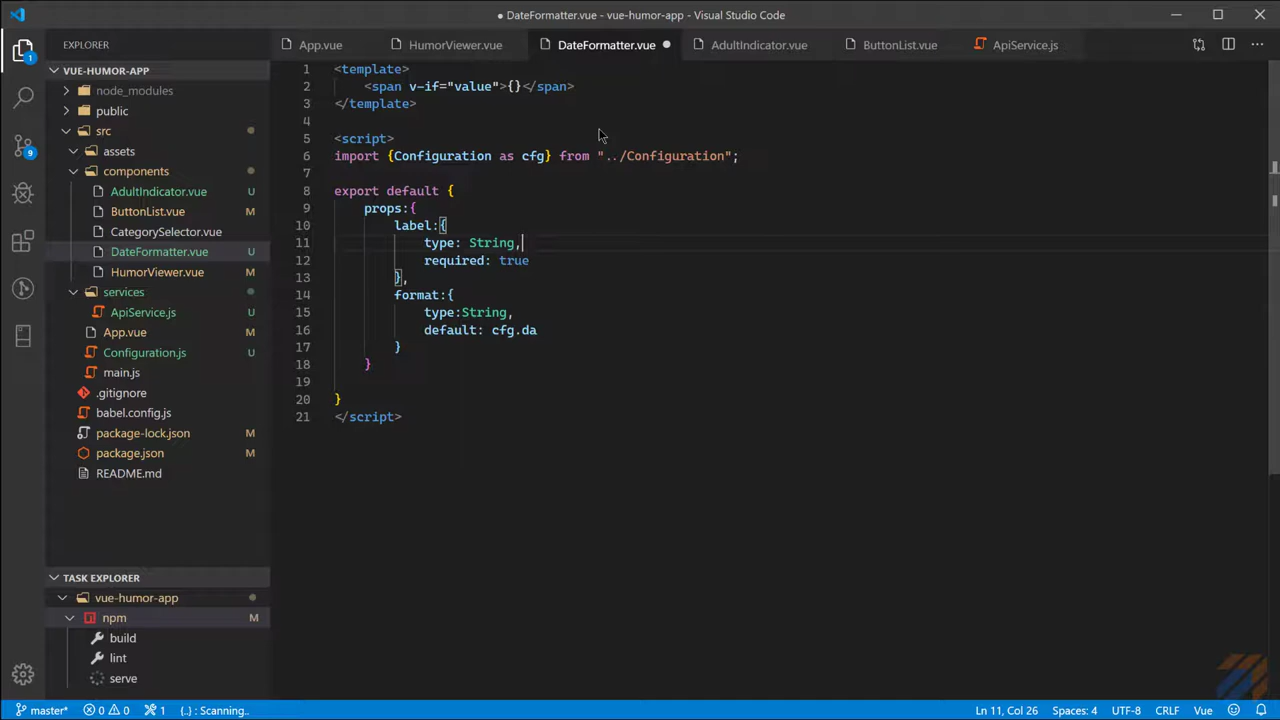 DateFormatter.vue - vue-humor-app - Visual Studio Code
EXPLORER
App.vue
HumorViewer.vue
DateFormatter.vue
AdultIndicator.vue
ButtonList.vue
ApiService.js
1
VUE-HUMOR-APP
node_modules
public
src
assets
components
AdultIndicator.vue U
ButtonList.vue M
CategorySelector.vue
DateFormatter.vue U
HumorViewer.vue M
services
ApiService.js U
App.vue M
Configuration.js U
main.js
.gitignore
babel.config.js
package-lock.json M
package.json M
README.md
9
1 <template>
2 <span v-if="value">{}</span>
3 </template>
4
5 <script>
6 import {Configuration as cfg} from "../Configuration";
7
8 export default {
9 props:{
10 label:{
11 type: String,
12 required: true
13 },
14 format:{
15 type:String,
16 default: cfg.da
17 }
18 }
19
20 }
21 </script>
TASK EXPLORER
vue-humor-app
npm M
build
lint
serve
master* 0 0 1 {..} : Scanning.. Ln 11, Col 26 Spaces: 4 UTF-8 CRLF Vue